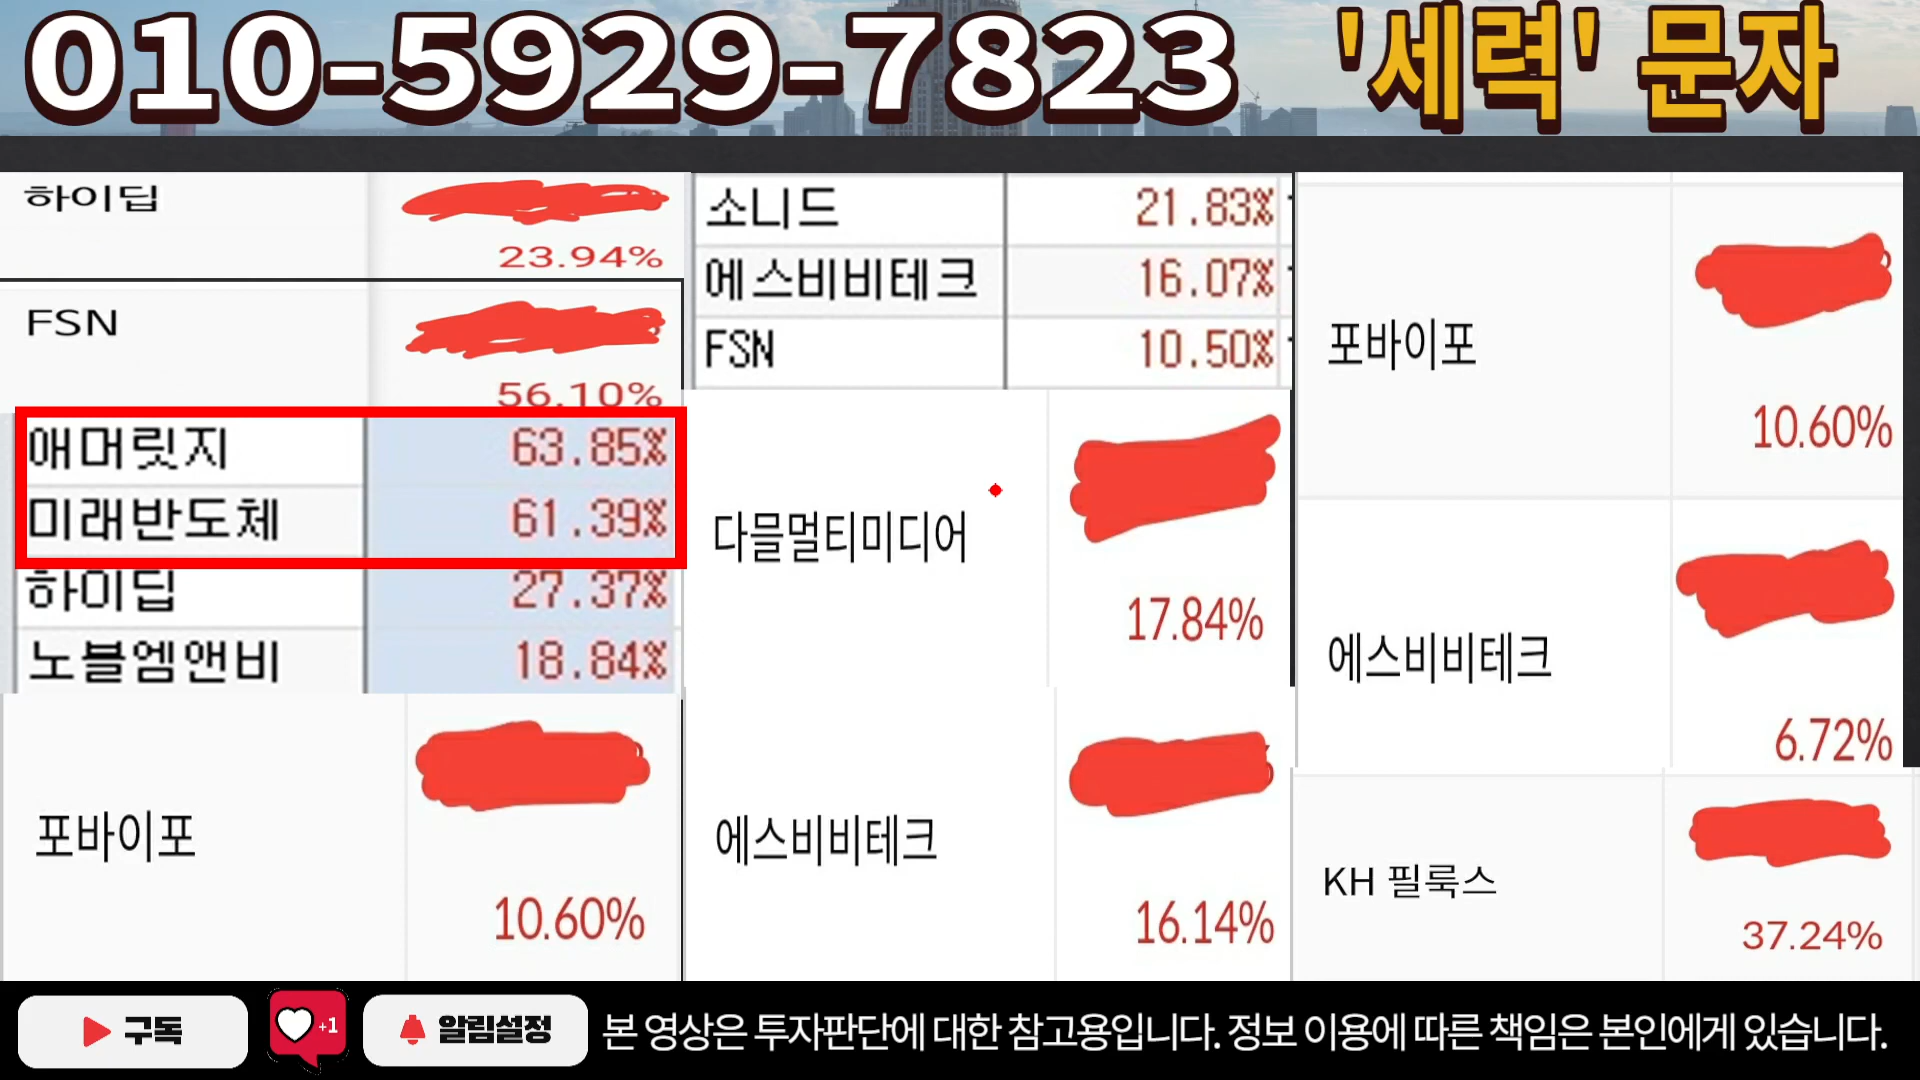 010-5929-7823 '세력' 문자
하이딥
23.94%
FSN
56.10%
애머릿지 63.85%
미래반도체 61.39%
하이딥 27.37%
노블엠앤비 18.84%
포바이포
10.60%
소니드 21.83%
에스비비테크 16.07%
FSN 10.50%
다믈멀티미디어
17.84%
에스비비테크
16.14%
포바이포
10.60%
에스비비테크
6.72%
KH 필룩스
37.24%
구독 +1 알림설정 본 영상은 투자판단에 대한 참고용입니다. 정보 이용에 따른 책임은 본인에게 있습니다.